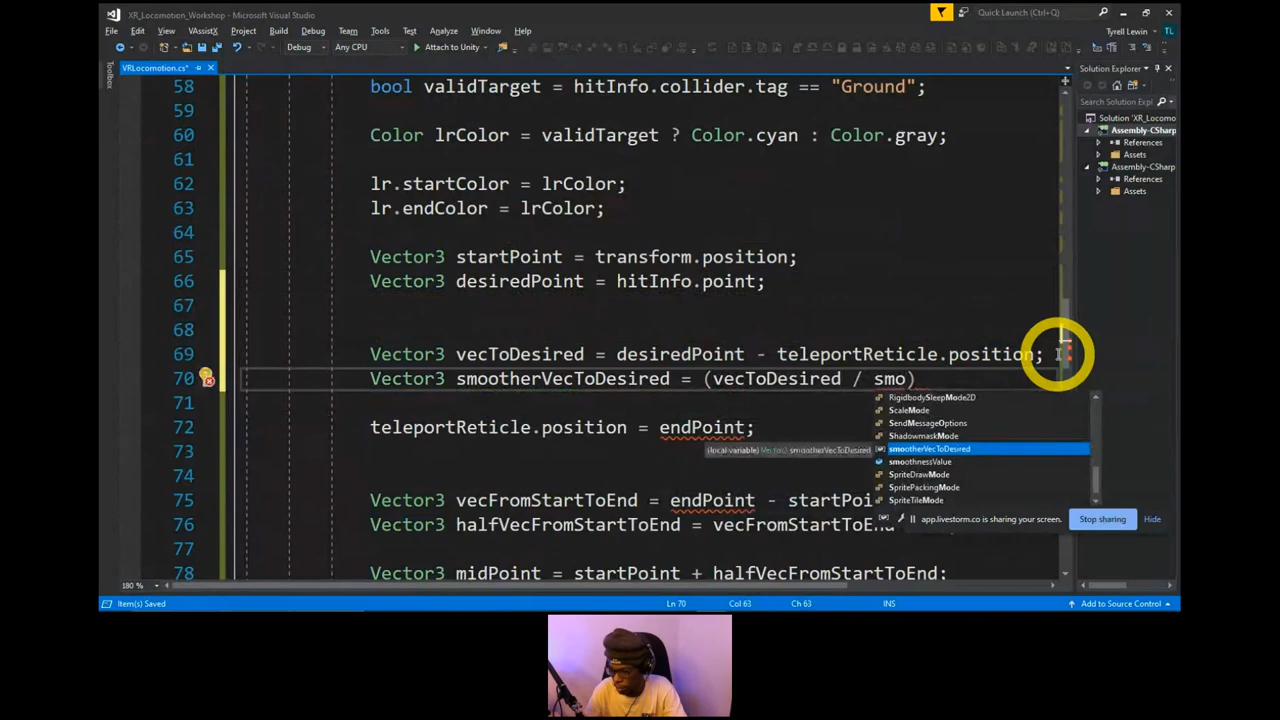 XR_Locomotion_Workshop - Microsoft Visual Studio
Quick Launch (Ctrl+Q)
File Edit View VAssistX Project Build Debug Team Tools Test Analyze Window Help
Tyrell Lewin TL
Debug Any CPU Attach to Unity
VRLocomotion.cs*
Solution Explorer
Toolbox
Search Solution Expl
Solution 'XR_Locomo
Assembly-CSharp
References
Assets
Assembly-CSharp
References
Assets
58 bool validTarget = hitInfo.collider.tag == "Ground";
59
60 Color lrColor = validTarget ? Color.cyan : Color.gray;
61
62 lr.startColor = lrColor;
63 lr.endColor = lrColor;
64
65 Vector3 startPoint = transform.position;
66 Vector3 desiredPoint = hitInfo.point;
67
68
69 Vector3 vecToDesired = desiredPoint - teleportReticle.position;
70 Vector3 smootherVecToDesired = (vecToDesired / smo)
71
72 teleportReticle.position = endPoint;
73
74
75 Vector3 vecFromStartToEnd = endPoint - startPoi
76 Vector3 halfVecFromStartToEnd = vecFromStartToEn
77
78 Vector3 midPoint = startPoint + halfVecFromStartToEnd;
RigidbodySleepMode2D
ScaleMode
SendMessageOptions
ShadowmaskMode
smootherVecToDesired
smoothnessValue
SpriteDrawMode
SpritePackingMode
SpriteTileMode
(local variable) Vector3 smootherVecToDesired
app.livestorm.co is sharing your screen. Stop sharing Hide
180 %
Item(s) Saved Ln 70 Col 63 Ch 63 INS Add to Source Control